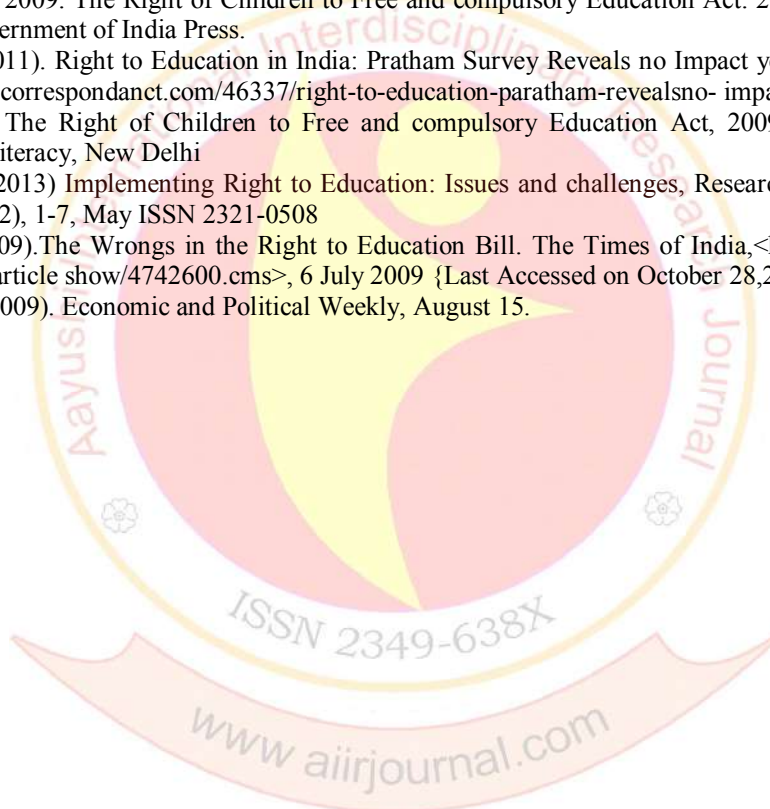 2009. The Right of Children to Free and compulsory Education Act. 2
ernment of India Press.
011). Right to Education in India: Pratham Survey Reveals no Impact y
correspondanct.com/46337/right-to-education-paratham-revealsno- impa
The Right of Children to Free and compulsory Education Act, 2009
iteracy, New Delhi
2013) Implementing Right to Education: Issues and challenges, Researc
2), 1-7, May ISSN 2321-0508
09).The Wrongs in the Right to Education Bill. The Times of India,<
article show/4742600.cms>, 6 July 2009 {Last Accessed on October 28,2
009). Economic and Political Weekly, August 15.
Aayushi International Interdisciplinary Research Journal
ISSN 2349-638X
www aiirjournal.com